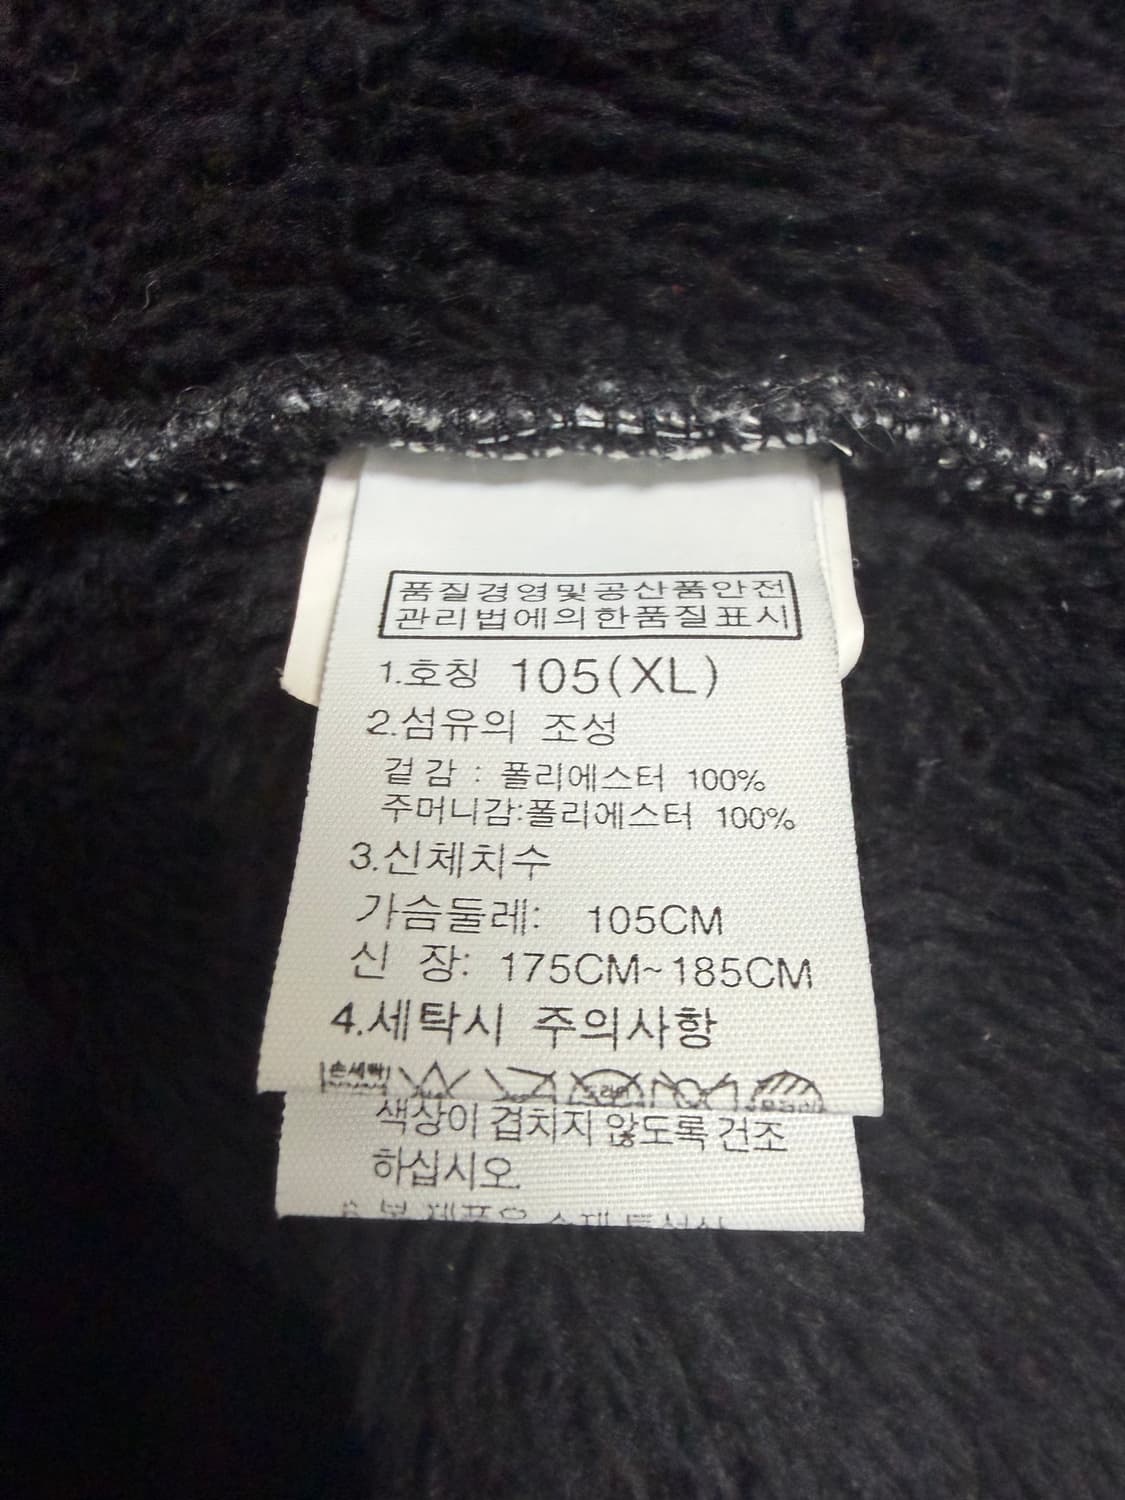 품질경영및공산품안전
관리법에의한품질표시
1.호칭 105(XL)
2.섬유의 조성
겉감 : 폴리에스터 100%
주머니감:폴리에스터 100%
3.신체치수
가슴둘레: 105CM
신 장: 175CM~185CM
4.세탁시 주의사항
손세탁
색상이 겹치지 않도록 건조
하십시오.